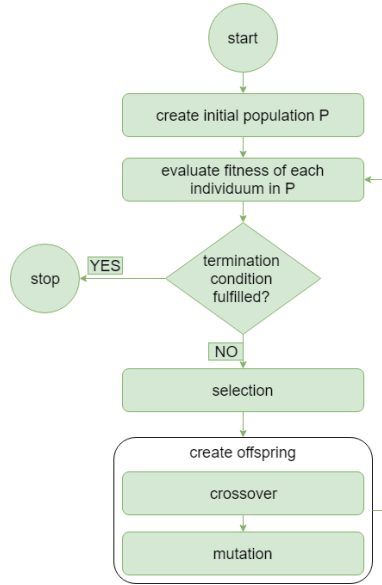 start
create initial population P
evaluate fitness of each
individuum in P
termination
condition
fulfilled?
YES
stop
NO
selection
create offspring
crossover
mutation